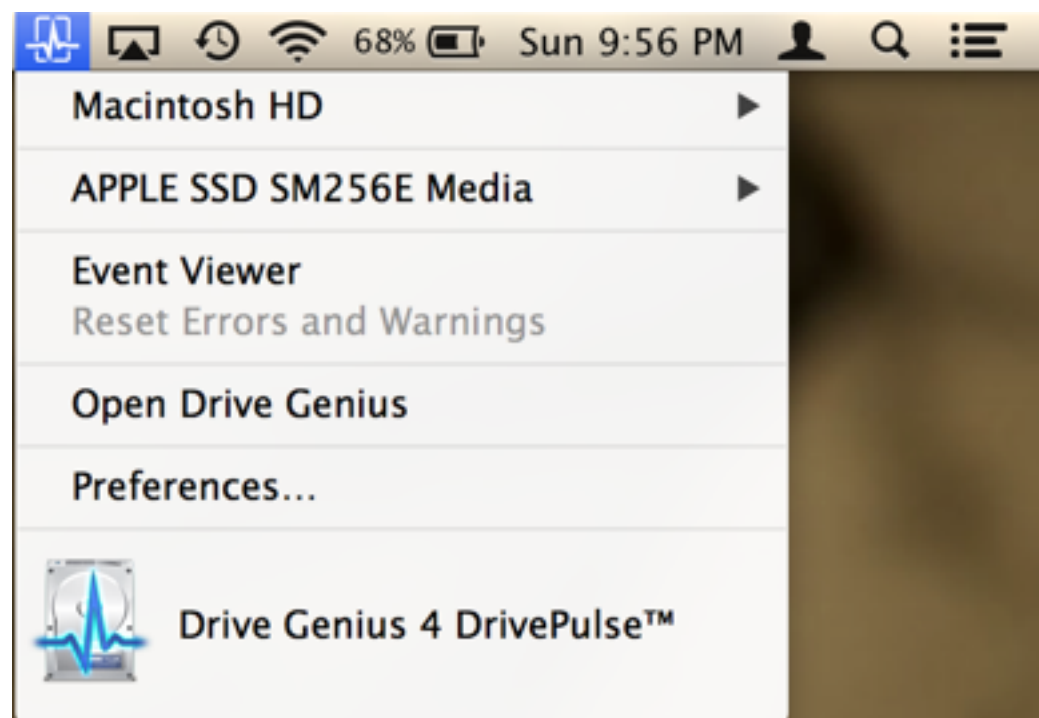 68% Sun 9:56 PM
Macintosh HD
APPLE SSD SM256E Media
Event Viewer
Reset Errors and Warnings
Open Drive Genius
Preferences...
Drive Genius 4 DrivePulse™